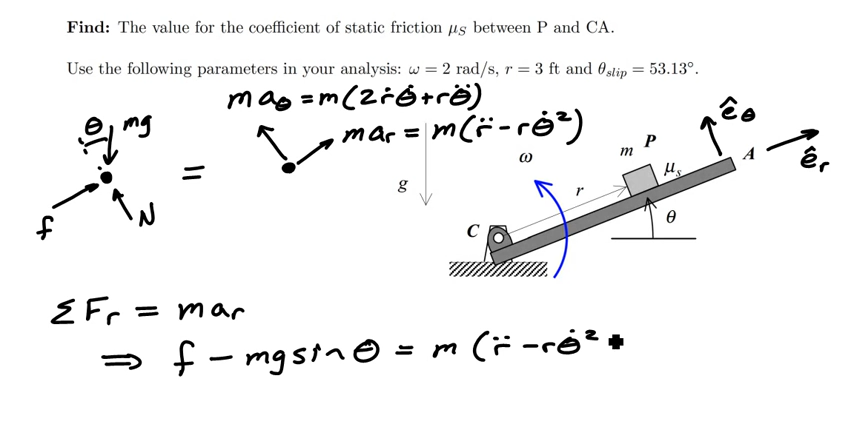 Find: The value for the coefficient of static friction μS between P and CA.
Use the following parameters in your analysis: ω = 2 rad/s, r = 3 ft and θslip = 53.13°.
maθ = m(2ṙθ̇ + rθ̈)
mar = m(r̈ - rθ̇²)
θ mg
f
N
=
g
ω
C
r
m P
μs
A
θ
êθ
êr
ΣFr = mar
⇒ f - mg sin θ = m (r̈ - rθ̇²